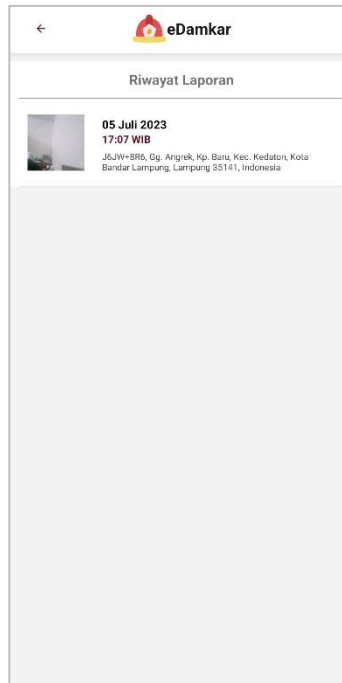 eDamkar
Riwayat Laporan
05 Juli 2023
17:07 WIB
J6JW+8R6, Gg. Angrek, Kp. Baru, Kec. Kedaton, Kota
Bandar Lampung, Lampung 35141, Indonesia